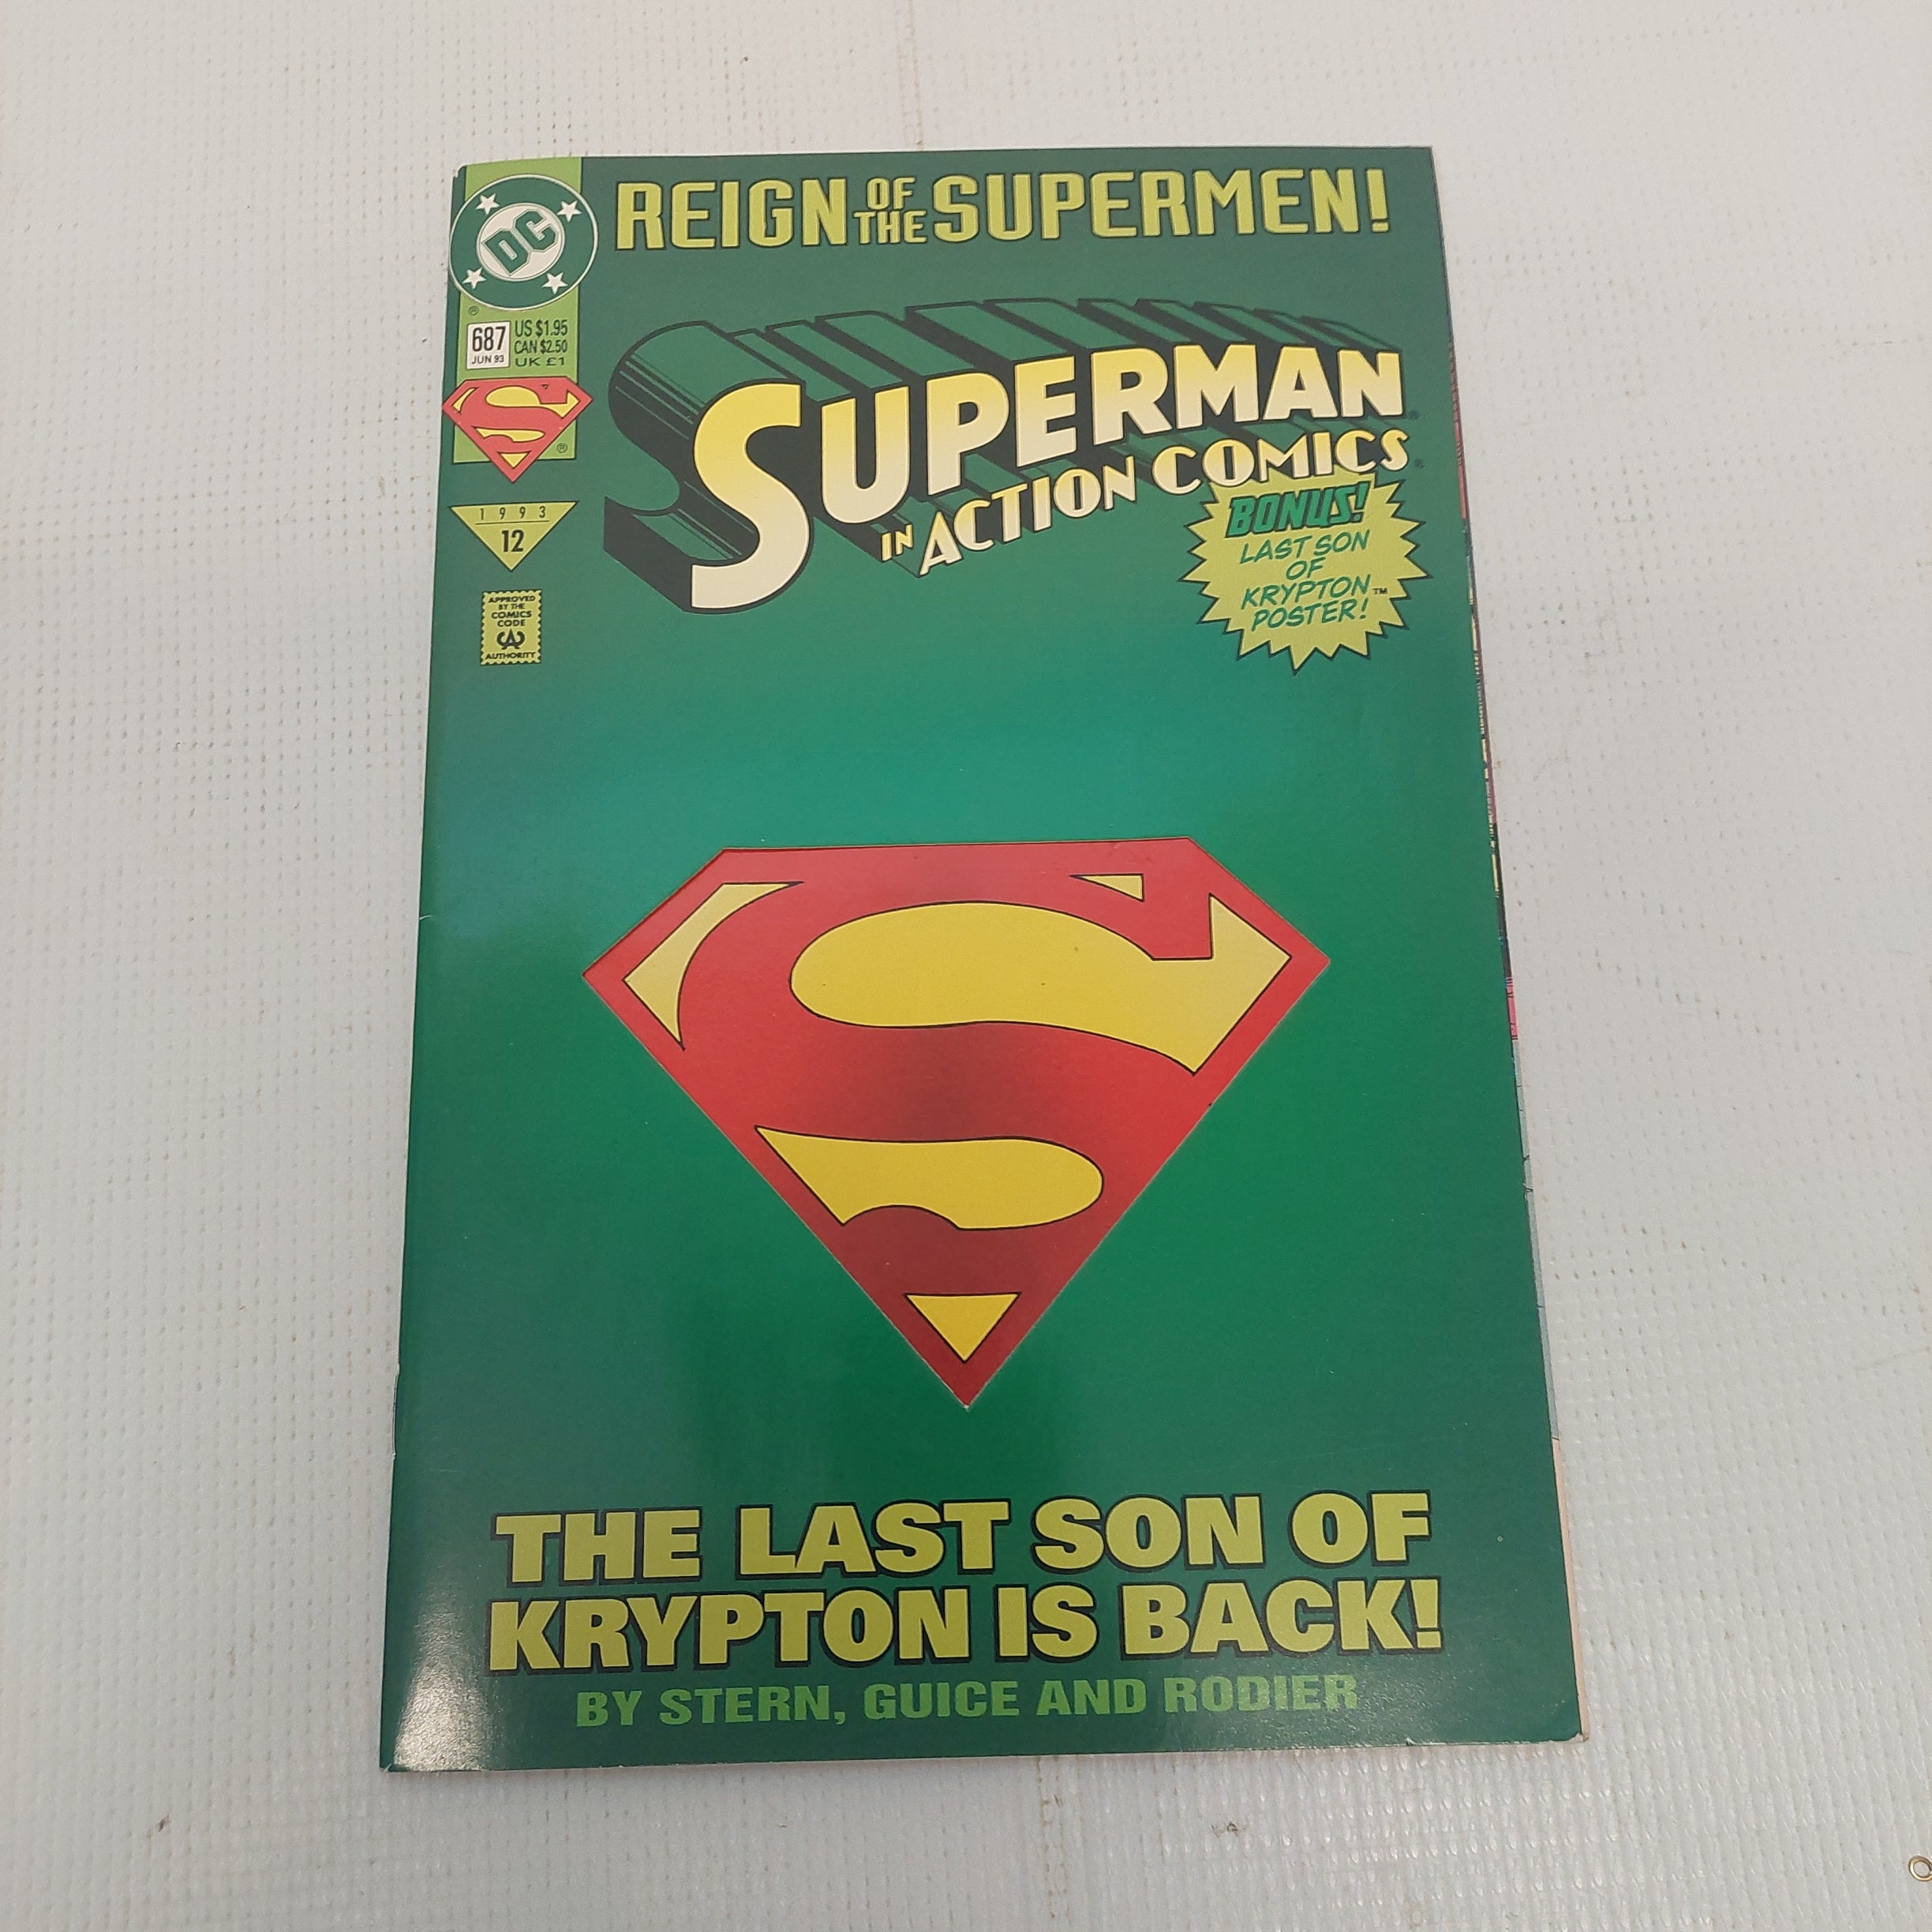 REIGN OF THE SUPERMEN!
DC
®
687
JUN 93
US $1.95
CAN $2.50
UK £1
S
®
1993
12
APPROVED
BY THE
COMICS
CODE
CA
AUTHORITY
SUPERMAN
IN ACTION COMICS
BONUS!
LAST SON
OF
KRYPTON™
POSTER!
S
THE LAST SON OF
KRYPTON IS BACK!
BY STERN, GUICE AND RODIER